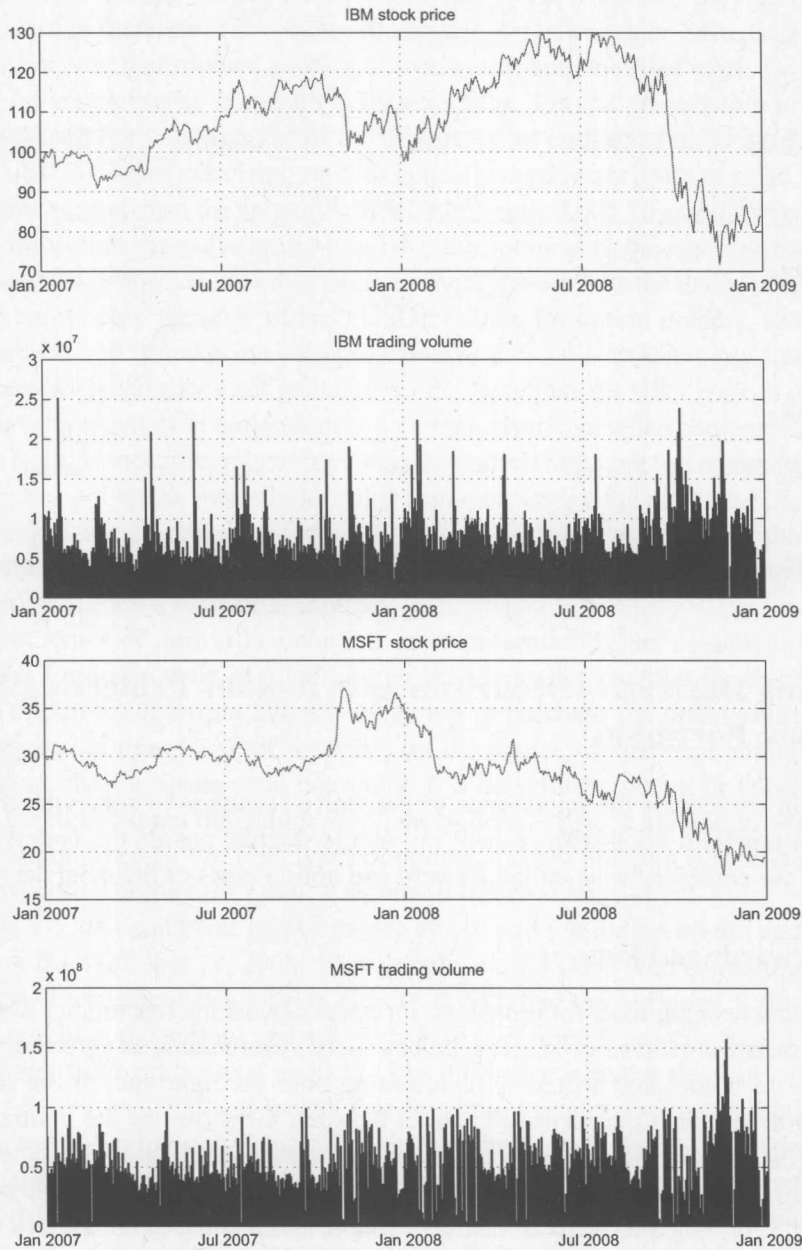 IBM stock price
130
120
110
100
90
80
70
Jan 2007 Jul 2007 Jan 2008 Jul 2008 Jan 2009
IBM trading volume
3 x 10⁷
2.5
2
1.5
1
0.5
0
Jan 2007 Jul 2007 Jan 2008 Jul 2008 Jan 2009
MSFT stock price
40
35
30
25
20
15
Jan 2007 Jul 2007 Jan 2008 Jul 2008 Jan 2009
MSFT trading volume
2 x 10⁸
1.5
1
0.5
0
Jan 2007 Jul 2007 Jan 2008 Jul 2008 Jan 2009